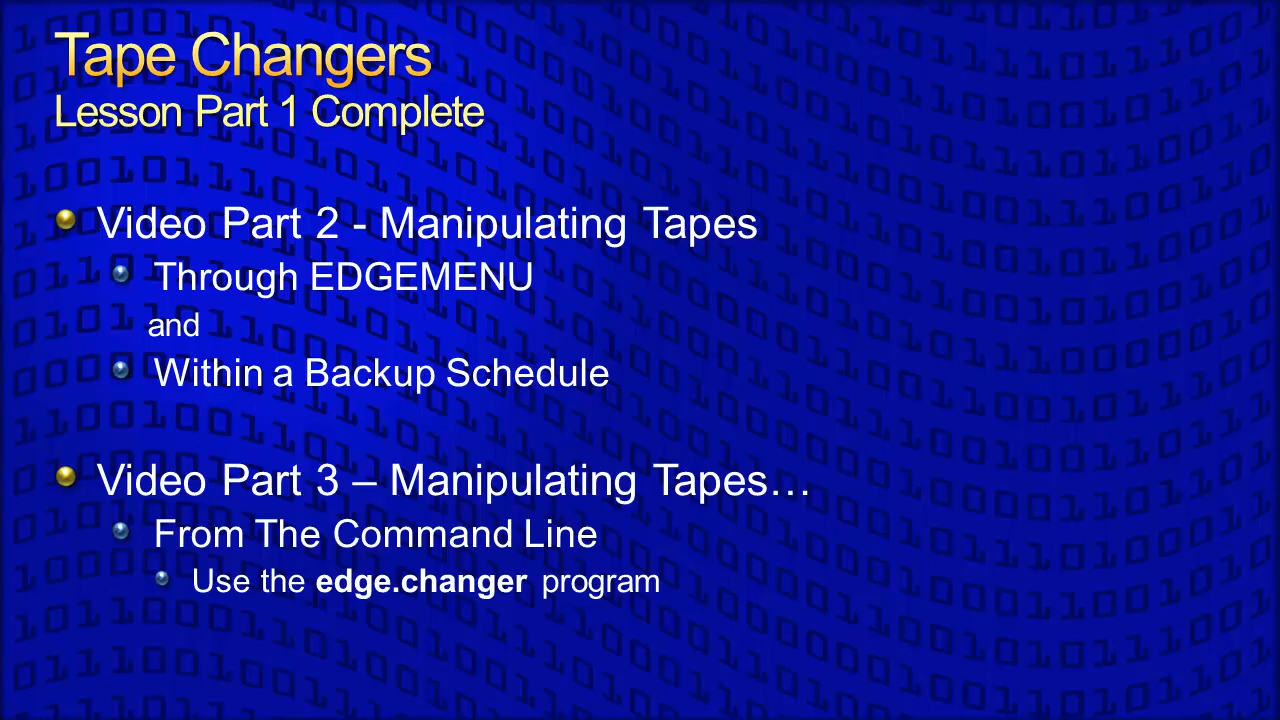 Tape Changers
Lesson Part 1 Complete
Video Part 2 - Manipulating Tapes
Through EDGEMENU
and
Within a Backup Schedule
Video Part 3 – Manipulating Tapes…
From The Command Line
Use the edge.changer program